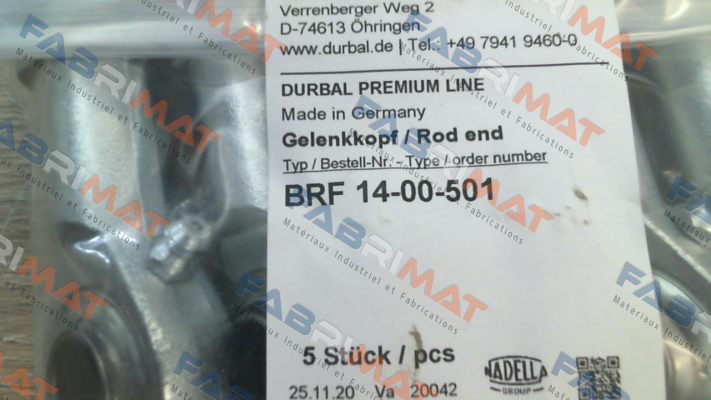 Verrenberger Weg 2
D-74613 Öhringen
www.durbal.de | Tel.: +49 7941 9460-0
DURBAL PREMIUM LINE
Made in Germany
Gelenkkopf / Rod end
Typ / Bestell-Nr. - Type / order number
BRF 14-00-501
5 Stück / pcs
NADELLA
GROUP
25.11.20 Va 20042
FABRIMAT
Materiaux Industriel et Fabrications